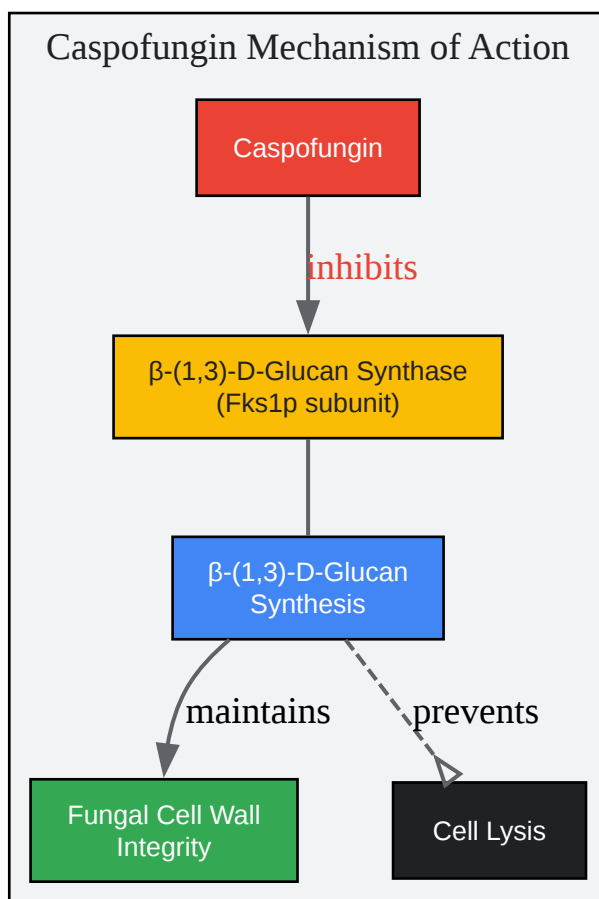 Caspofungin Mechanism of Action
Caspofungin
inhibits
β-(1,3)-D-Glucan Synthase
(Fks1p subunit)
β-(1,3)-D-Glucan
Synthesis
maintains
prevents
Fungal Cell Wall
Integrity
Cell Lysis